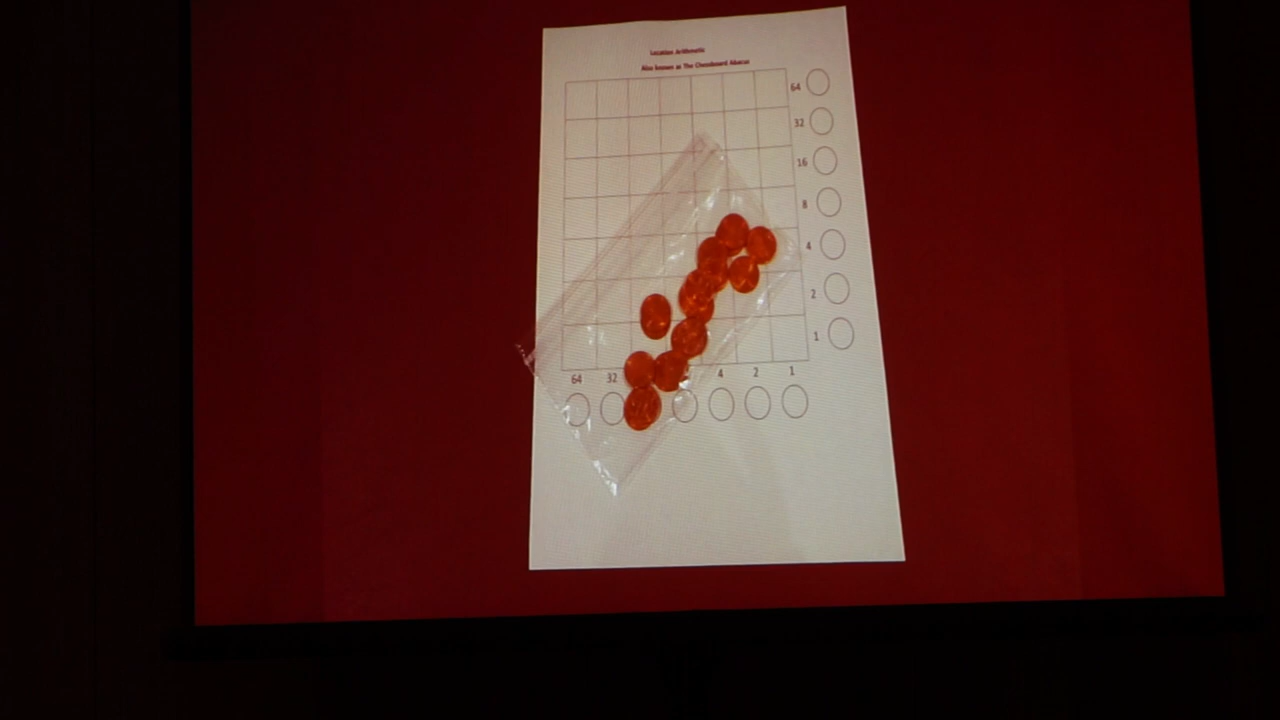 Location Arithmetic
Also known as The Chessboard Abacus
64
32
16
8
4
2
1
64 32 4 2 1